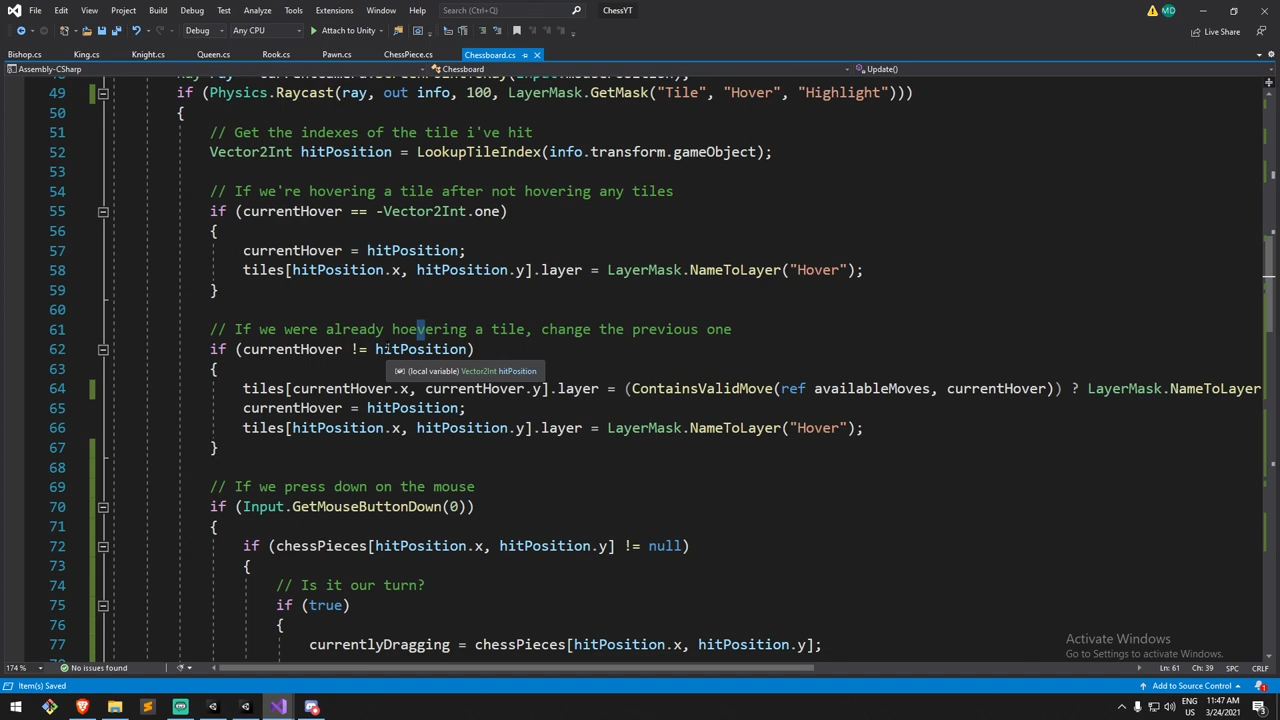 File Edit View Project Build Debug Test Analyze Tools Extensions Window Help Search (Ctrl+Q) ChessYT MD
Debug Any CPU Attach to Unity Live Share
Bishop.cs King.cs Knight.cs Queen.cs Rook.cs Pawn.cs ChessPiece.cs Chessboard.cs
Assembly-CSharp Chessboard Update()
49 if (Physics.Raycast(ray, out info, 100, LayerMask.GetMask("Tile", "Hover", "Highlight")))
50 {
51 // Get the indexes of the tile i've hit
52 Vector2Int hitPosition = LookupTileIndex(info.transform.gameObject);
53
54 // If we're hovering a tile after not hovering any tiles
55 if (currentHover == -Vector2Int.one)
56 {
57 currentHover = hitPosition;
58 tiles[hitPosition.x, hitPosition.y].layer = LayerMask.NameToLayer("Hover");
59 }
60
61 // If we were already hoevering a tile, change the previous one
62 if (currentHover != hitPosition)
(local variable) Vector2Int hitPosition
63 {
64 tiles[currentHover.x, currentHover.y].layer = (ContainsValidMove(ref availableMoves, currentHover)) ? LayerMask.NameToLayer
65 currentHover = hitPosition;
66 tiles[hitPosition.x, hitPosition.y].layer = LayerMask.NameToLayer("Hover");
67 }
68
69 // If we press down on the mouse
70 if (Input.GetMouseButtonDown(0))
71 {
72 if (chessPieces[hitPosition.x, hitPosition.y] != null)
73 {
74 // Is it our turn?
75 if (true)
76 {
77 currentlyDragging = chessPieces[hitPosition.x, hitPosition.y];
Activate Windows
Go to Settings to activate Windows.
174 % No issues found Ln: 61 Ch: 39 SPC CRLF
Item(s) Saved Add to Source Control 1
ENG 11:47 AM
US 3/24/2021 3